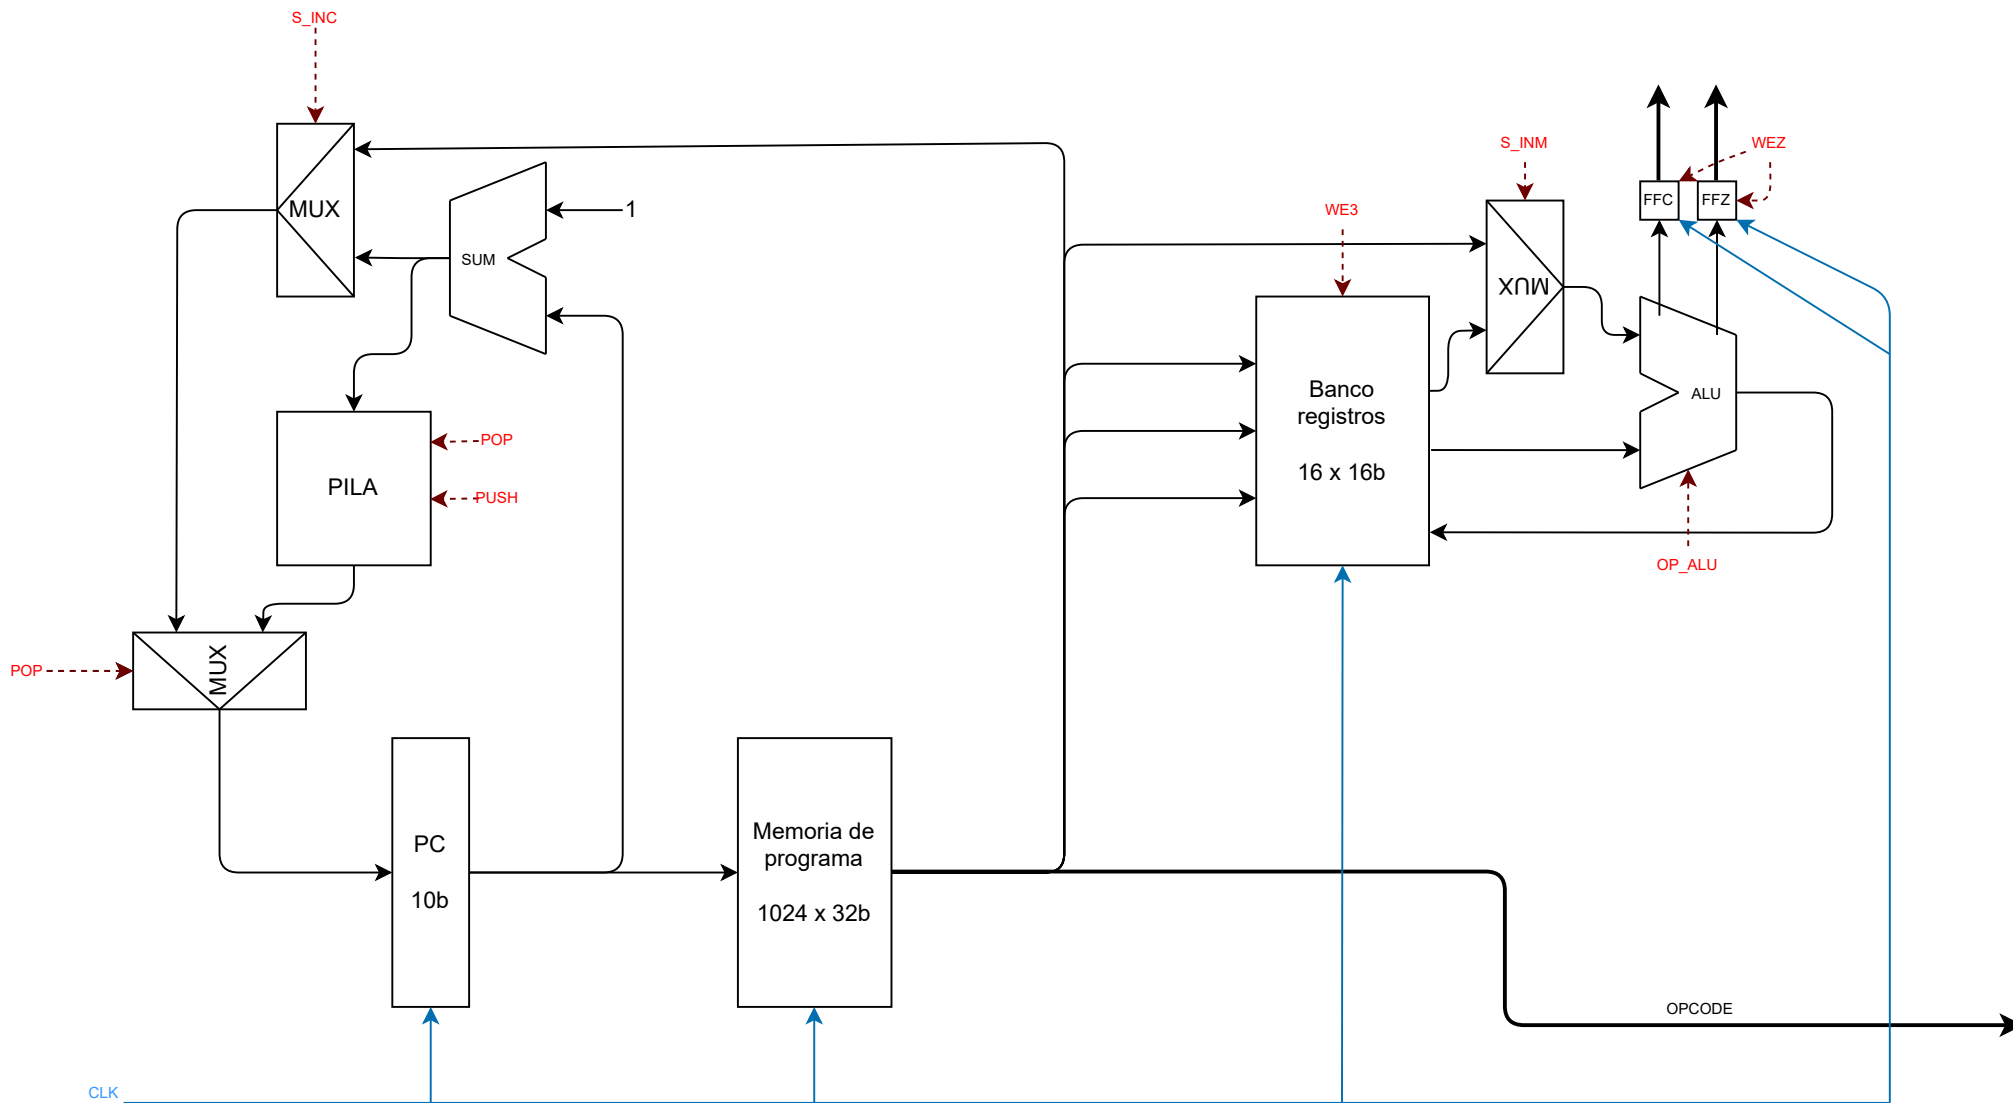 S_INC
S_INM
WEZ
MUX
1
FFC
FFZ
WE3
SUM
MUX
Banco
registros
16 x 16b
ALU
POP
PILA
PUSH
OP_ALU
POP
MUX
PC
10b
Memoria de
programa
1024 x 32b
OPCODE
CLK